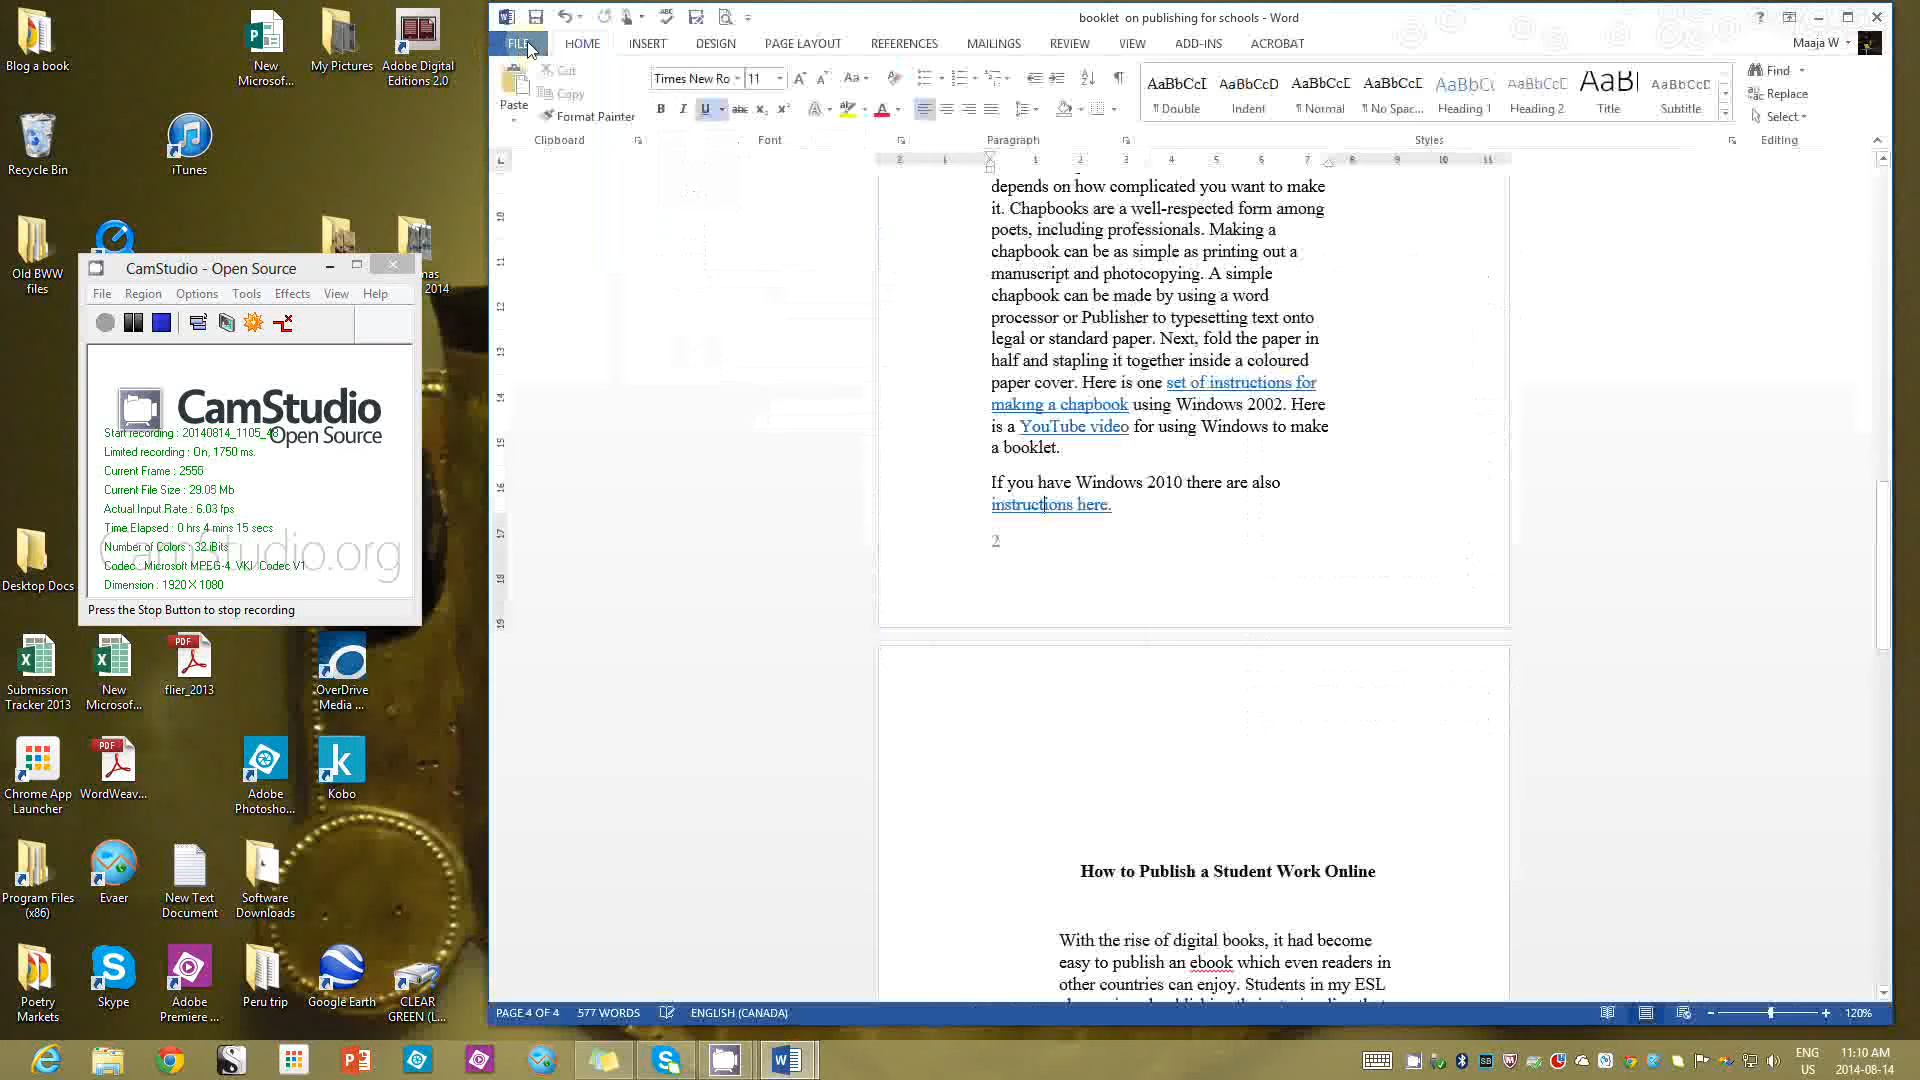 booklet on publishing for schools - Word
Maaja W
FILE HOME INSERT DESIGN PAGE LAYOUT REFERENCES MAILINGS REVIEW VIEW ADD-INS ACROBAT
Paste
Cut
Copy
Format Painter
Times New Ro 11
AaBbCcI AaBbCcD AaBbCcI AaBbCcI AaBbC AaBbCcI AaBl AaBbCcD
¶ Double Indent ¶ Normal ¶ No Spac... Heading 1 Heading 2 Title Subtitle
Find
Replace
Select
Clipboard Font Paragraph Styles Editing
depends on how complicated you want to make
it. Chapbooks are a well-respected form among
poets, including professionals. Making a
chapbook can be as simple as printing out a
manuscript and photocopying. A simple
chapbook can be made by using a word
processor or Publisher to typesetting text onto
legal or standard paper. Next, fold the paper in
half and stapling it together inside a coloured
paper cover. Here is one set of instructions for
making a chapbook using Windows 2002. Here
is a YouTube video for using Windows to make
a booklet.
If you have Windows 2010 there are also
instructions here.
2
How to Publish a Student Work Online
With the rise of digital books, it had become
easy to publish an ebook which even readers in
other countries can enjoy. Students in my ESL
PAGE 4 OF 4 577 WORDS ENGLISH (CANADA)
120%
CamStudio - Open Source
File Region Options Tools Effects View Help
CamStudio
Open Source
Start recording : 20140814_1105_48
Limited recording : On, 1750 ms.
Current Frame : 2556
Current File Size : 29.05 Mb
Actual Input Rate : 6.03 fps
Time Elapsed : 0 hrs 4 mins 15 secs
Number of Colors : 32 Bits
Codec : Microsoft MPEG-4 VKI Codec V1
Dimension : 1920 X 1080
CamStudio.org
Press the Stop Button to stop recording
Blog a book
New
Microsof...
My Pictures
Adobe Digital
Editions 2.0
Recycle Bin
iTunes
Old BWW
files
mas
2014
Desktop Docs
Submission
Tracker 2013
New
Microsof...
flier_2013
OverDrive
Media ...
Chrome App
Launcher
WordWeav...
Adobe
Photosho...
Kobo
Program Files
(x86)
Evaer
New Text
Document
Software
Downloads
Poetry
Markets
Skype
Adobe
Premiere ...
Peru trip
Google Earth
CLEAR
GREEN (L...
ENG
US
11:10 AM
2014-08-14